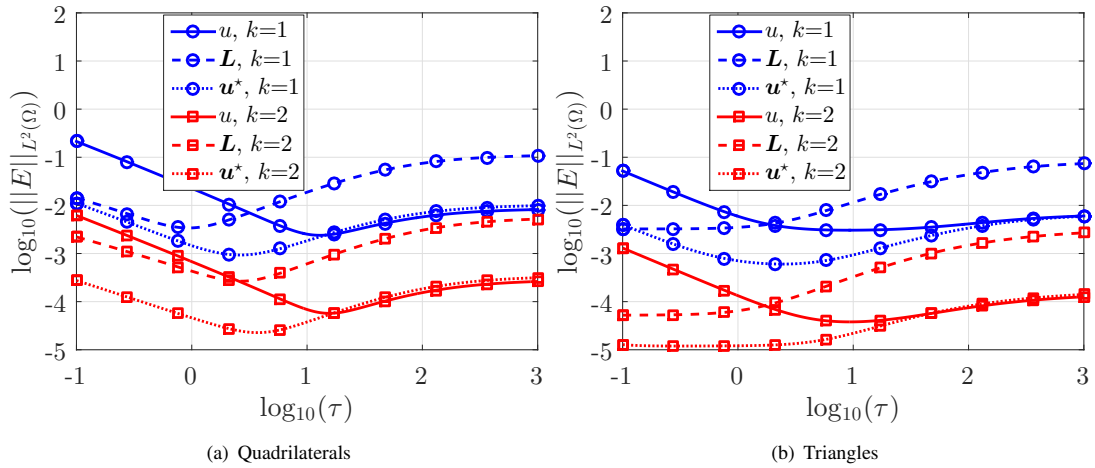 2
1
0
-1
-2
-3
-4
-5
log₁₀(||E||_{L²(Ω)})
u, k=1
L, k=1
u⋆, k=1
u, k=2
L, k=2
u⋆, k=2
-1 0 1 2 3
log₁₀(τ)
(a) Quadrilaterals
2
1
0
-1
-2
-3
-4
-5
log₁₀(||E||_{L²(Ω)})
u, k=1
L, k=1
u⋆, k=1
u, k=2
L, k=2
u⋆, k=2
-1 0 1 2 3
log₁₀(τ)
(b) Triangles